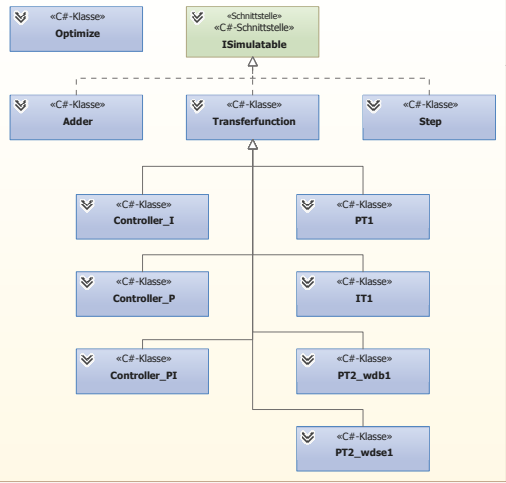 «C#-Klasse»
Optimize
«Schnittstelle»
«C#-Schnittstelle»
ISimulatable
«C#-Klasse»
Adder
«C#-Klasse»
Transferfunction
«C#-Klasse»
Step
«C#-Klasse»
Controller_I
«C#-Klasse»
PT1
«C#-Klasse»
Controller_P
«C#-Klasse»
IT1
«C#-Klasse»
Controller_PI
«C#-Klasse»
PT2_wdb1
«C#-Klasse»
PT2_wdse1